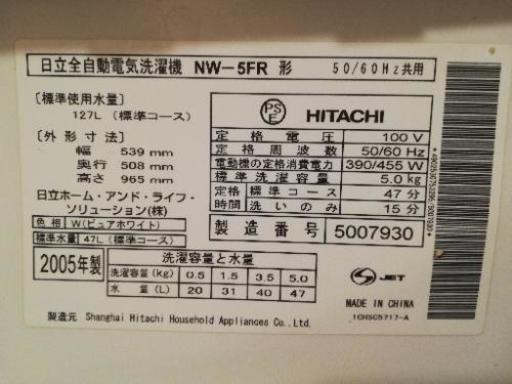 日立全自動電気洗濯機 NW-5FR 形 50/60Hz共用
〔標準使用水量〕
127L (標準コース)
〔外形寸法〕
幅 539 mm
奥行 508 mm
高さ 965 mm
日立ホーム・アンド・ライフ・
ソリューション(株)
色相 W(ピュアホワイト)
標準水量 47L(標準コース)
PSE HITACHI
定格電圧 100 V
定格周波数 50/60 Hz
電動機の定格消費電力 390/455 W
標準洗濯容量 5.0kg
定格時間 標準コース 47分
洗いのみ 15分
製造番号 5007930
2005年製
洗濯容量と水量
洗濯容量(kg) 0.5 1.5 3.5 5.0
水量(L) 20 31 40 47
JET
MADE IN CHINA
1CHSC5717-A
製造元 Shanghai Hitachi Household Appliances Co.,Ltd.